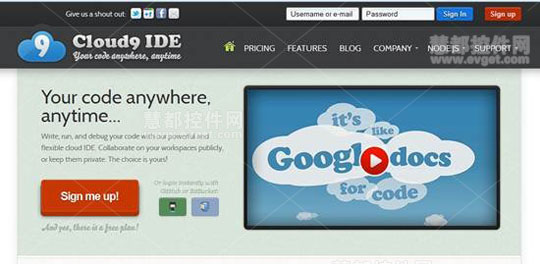 Give us a shout out:
Username or e-mail
Password
Sign In
Sign up
9
Cloud9 IDE
Your code anywhere, anytime
PRICING
FEATURES
BLOG
COMPANY
NODE.JS
SUPPORT
慧都控件网
www.evget.com
Your code anywhere,
anytime...
Write, run, and debug your code with our powerful and
flexible cloud IDE. Collaborate on your workspaces publicly,
or keep them private. The choice is yours!
慧都控件网
Sign me up!
Or login instantly with
GitHub or BitBucket
And yes, there is a free plan!
it's
like
Google docs
for code